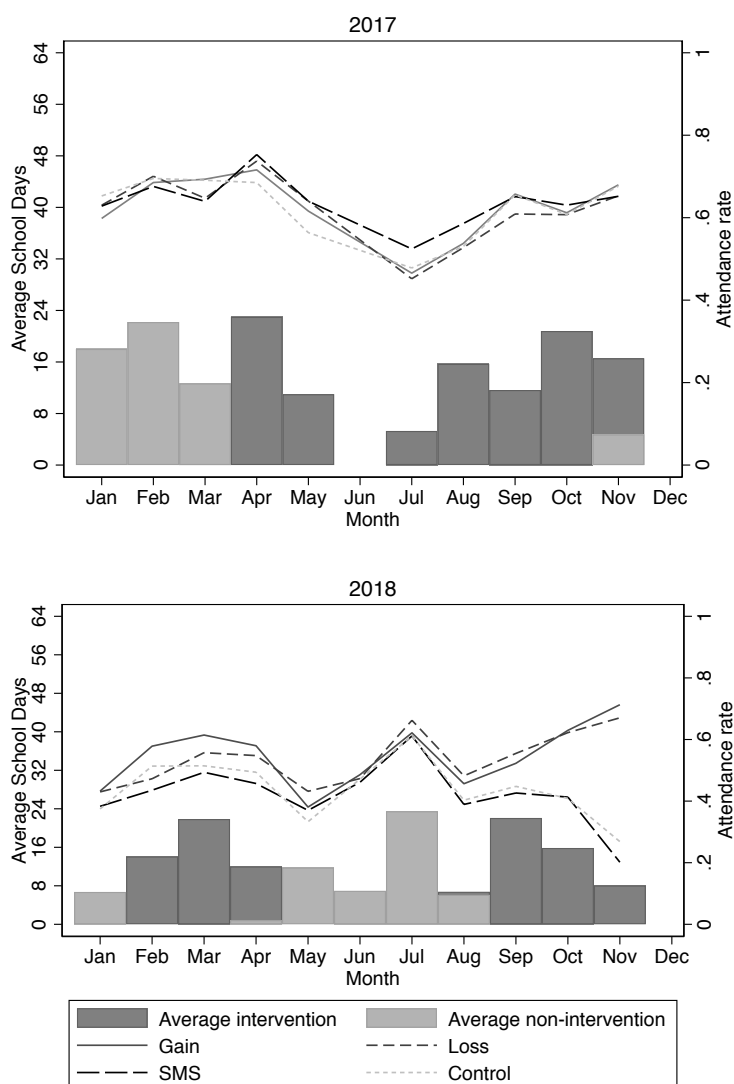 2017
Average School Days
0 8 16 24 32 40 48 56 64
Attendance rate
0 .2 .4 .6 .8 1
Jan Feb Mar Apr May Jun Jul Aug Sep Oct Nov Dec
Month
2018
Average School Days
0 8 16 24 32 40 48 56 64
Attendance rate
0 .2 .4 .6 .8 1
Jan Feb Mar Apr May Jun Jul Aug Sep Oct Nov Dec
Month
Average intervention Average non-intervention
Gain Loss
SMS Control